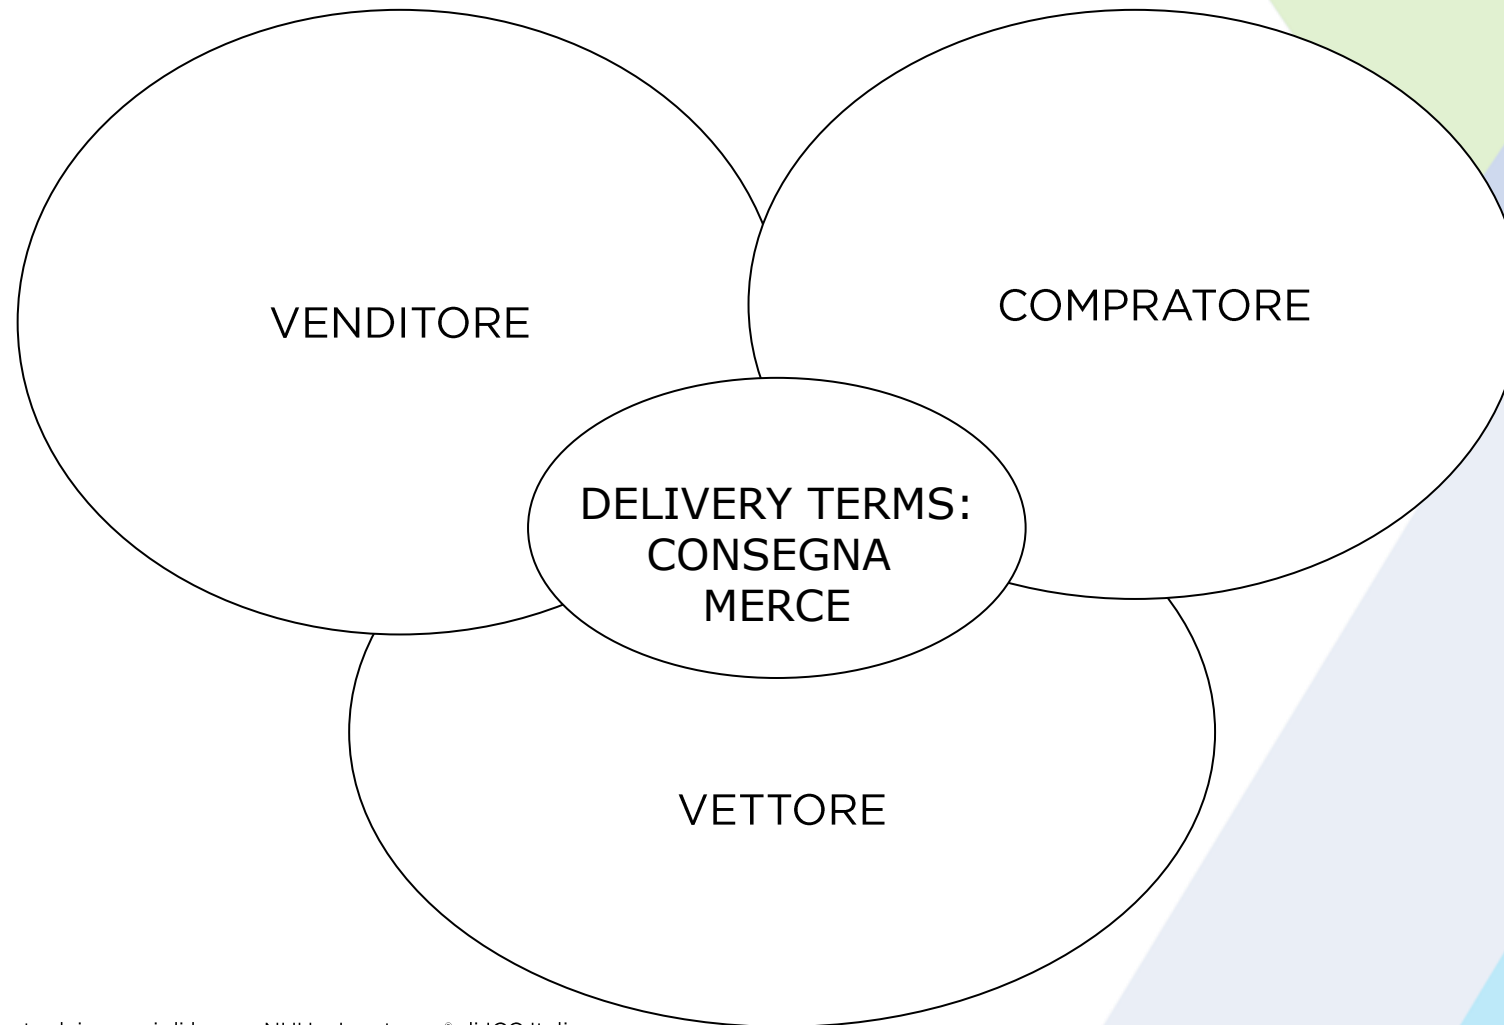 VENDITORE
COMPRATORE
DELIVERY TERMS:
CONSEGNA
MERCE
VETTORE